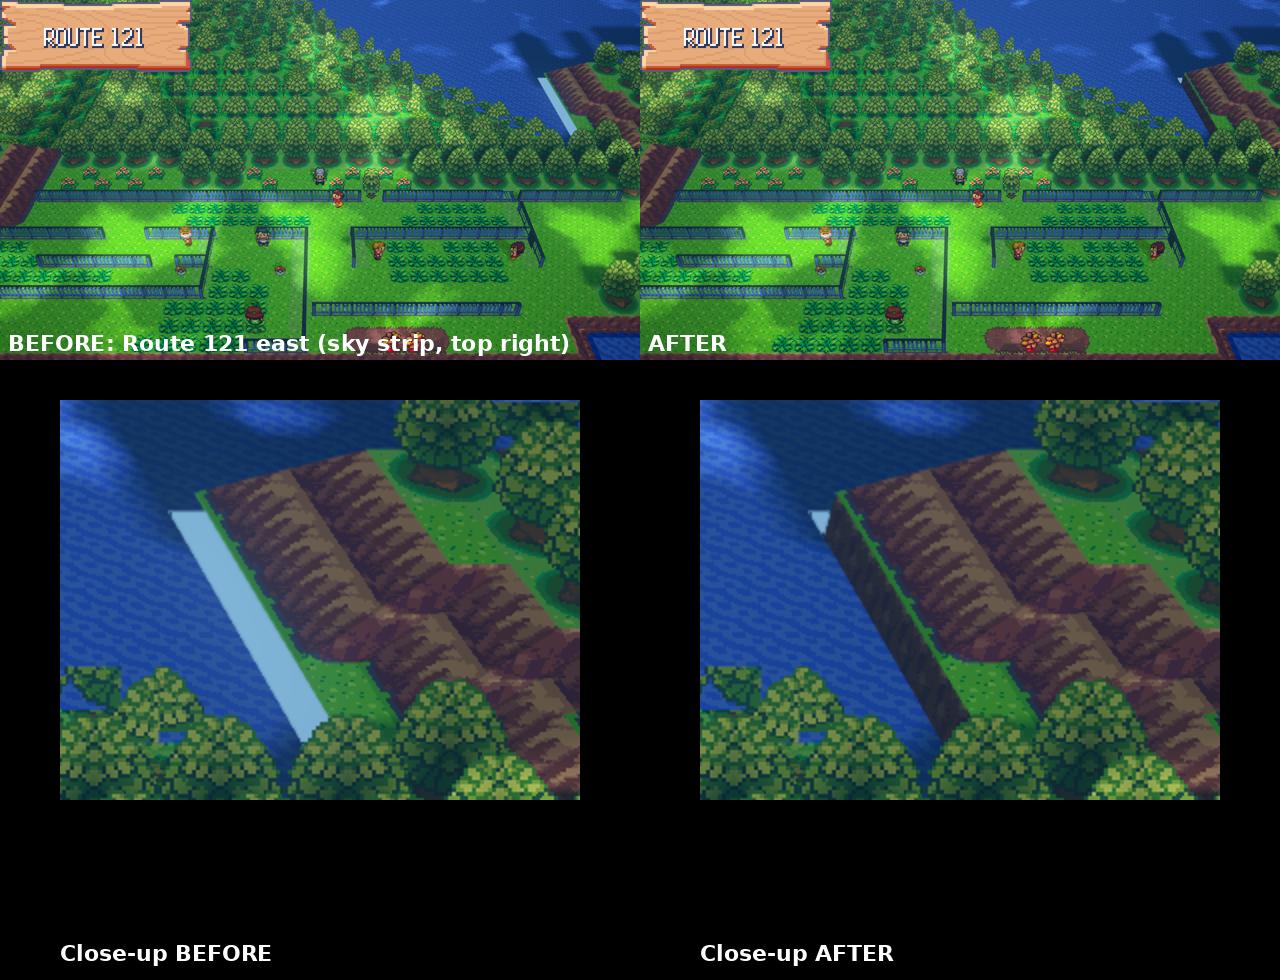 ROUTE 121
ROUTE 121
BEFORE: Route 121 east (sky strip, top right)
AFTER
Close-up BEFORE
Close-up AFTER